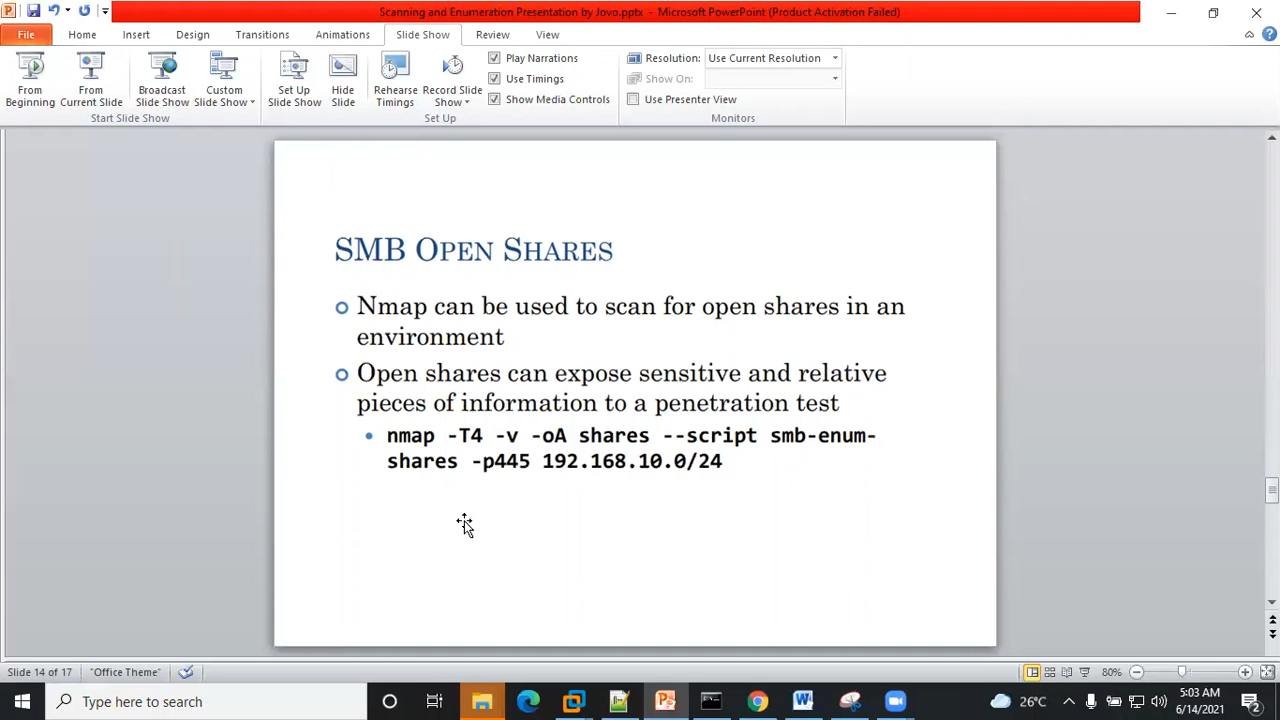 Scanning and Enumeration Presentation by Jovo.pptx - Microsoft PowerPoint (Product Activation Failed)
File Home Insert Design Transitions Animations Slide Show Review View
From Beginning
From Current Slide
Broadcast Slide Show
Custom Slide Show
Set Up Slide Show
Hide Slide
Rehearse Timings
Record Slide Show
Play Narrations
Use Timings
Show Media Controls
Resolution: Use Current Resolution
Show On:
Use Presenter View
Start Slide Show
Set Up
Monitors
SMB OPEN SHARES
Nmap can be used to scan for open shares in an
environment
Open shares can expose sensitive and relative
pieces of information to a penetration test
nmap -T4 -v -oA shares --script smb-enum-
shares -p445 192.168.10.0/24
Slide 14 of 17 "Office Theme" 80%
Type here to search
26°C
5:03 AM
6/14/2021
2